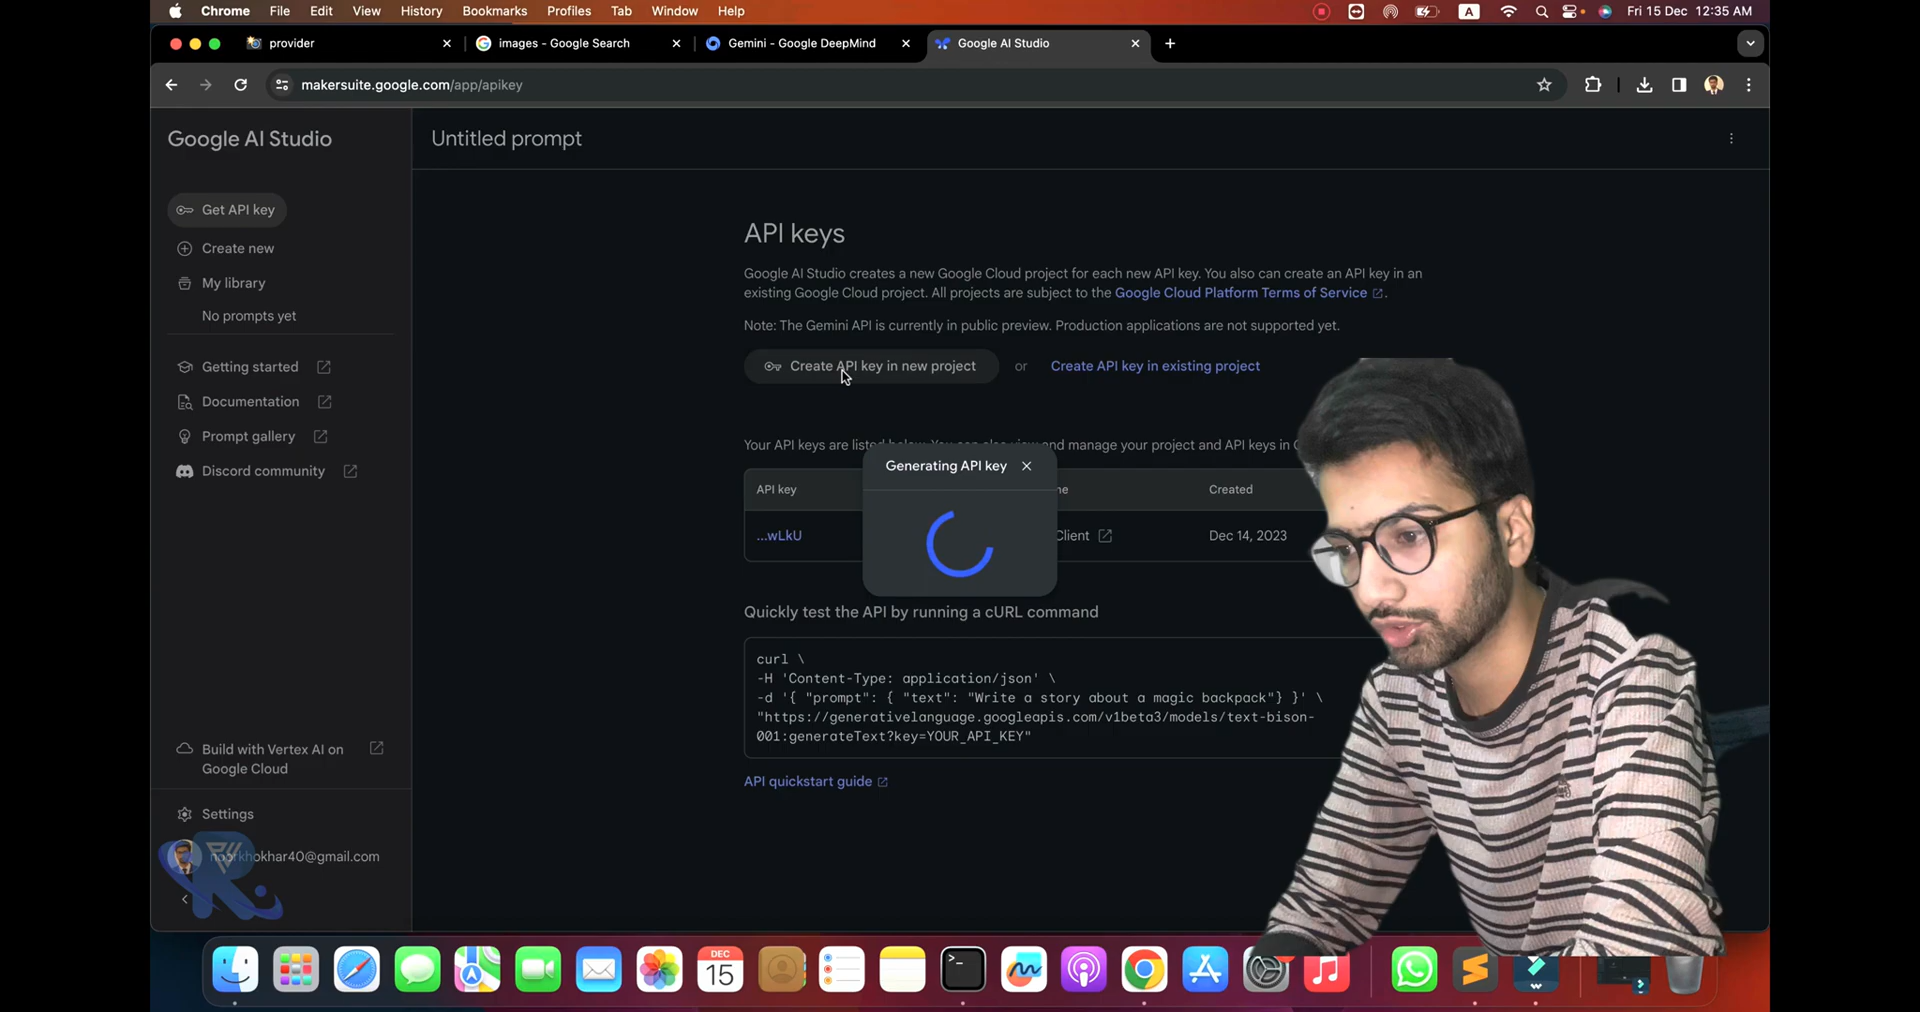 Chrome File Edit View History Bookmarks Profiles Tab Window Help
A Fri 15 Dec 12:35 AM
provider
images - Google Search
Gemini - Google DeepMind
Google AI Studio
makersuite.google.com/app/apikey
Google AI Studio
Untitled prompt
Get API key
Create new
My library
No prompts yet
Getting started
Documentation
Prompt gallery
Discord community
Build with Vertex AI on
Google Cloud
Settings
noorkhokhar40@gmail.com
API keys
Google AI Studio creates a new Google Cloud project for each new API key. You also can create an API key in an
existing Google Cloud project. All projects are subject to the Google Cloud Platform Terms of Service .
Note: The Gemini API is currently in public preview. Production applications are not supported yet.
Create API key in new project or Create API key in existing project
Your API keys are listed below. You can also view and manage your project and API keys in
Generating API key
API key Created
...wLkU Client Dec 14, 2023
Quickly test the API by running a cURL command
curl \
-H 'Content-Type: application/json' \
-d '{ "prompt": { "text": "Write a story about a magic backpack"} }' \
"https://generativelanguage.googleapis.com/v1beta3/models/text-bison-
001:generateText?key=YOUR_API_KEY"
API quickstart guide
DEC
15